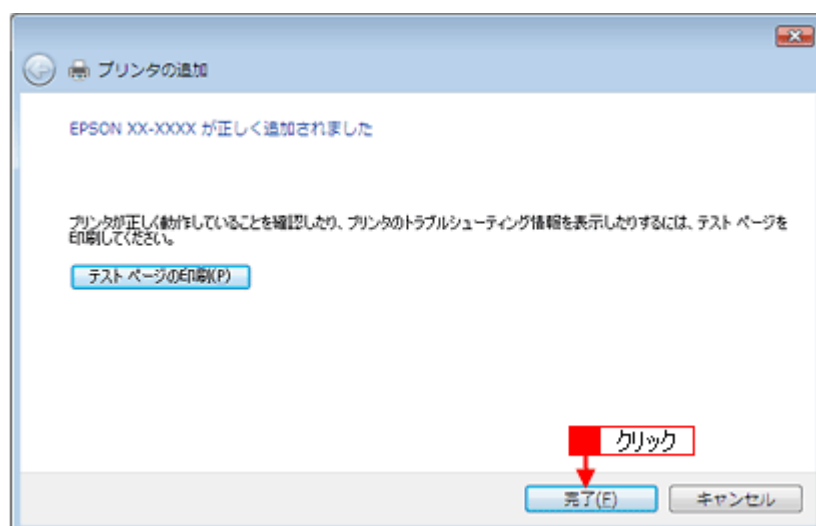 プリンタの追加
EPSON XX-XXXX が正しく追加されました
プリンタが正しく動作していることを確認したり、プリンタのトラブルシューティング情報を表示したりするには、テスト ページを
印刷してください。
テスト ページの印刷(P)
クリック
完了(F)
キャンセル